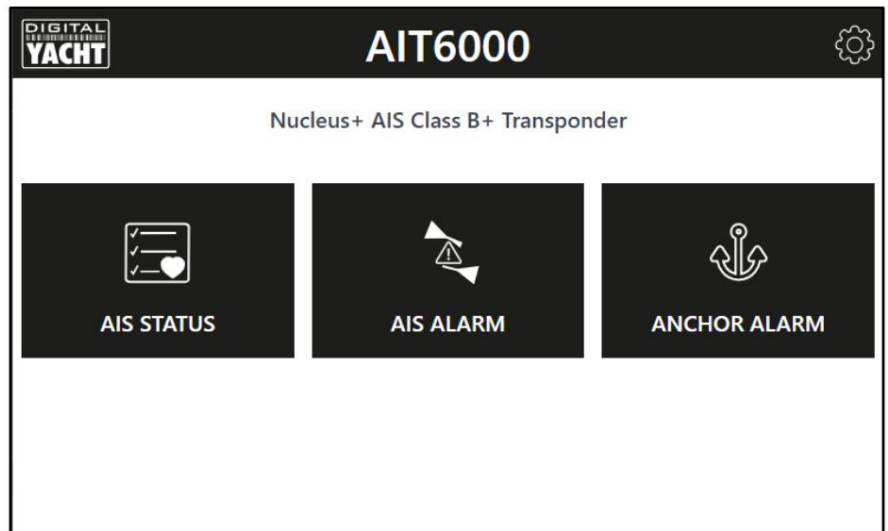 DIGITAL
YACHT
AIT6000
Nucleus+ AIS Class B+ Transponder
AIS STATUS
AIS ALARM
ANCHOR ALARM